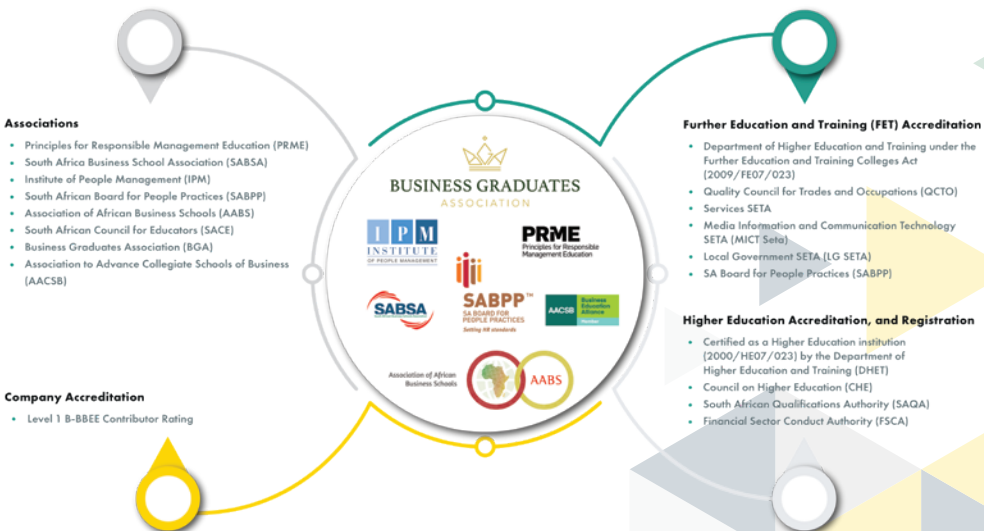 Associations
• Principles for Responsible Management Education (PRME)
• South Africa Business School Association (SABSA)
• Institute of People Management (IPM)
• South African Board for People Practices (SABPP)
• Association of African Business Schools (AABS)
• South African Council for Educators (SACE)
• Business Graduates Association (BGA)
• Association to Advance Collegiate Schools of Business
(AACSB)
Company Accreditation
• Level 1 B-BBEE Contributor Rating
BUSINESS GRADUATES
ASSOCIATION
IPM
INSTITUTE
OF PEOPLE MANAGEMENT
PRME
Principles for Responsible
Management Education
SABSA
SABPP™
SA BOARD FOR
PEOPLE PRACTICES
Setting HR standards
AACSB
Business
Education
Alliance
Member
Association of African
Business Schools
AABS
Further Education and Training (FET) Accreditation
• Department of Higher Education and Training under the
Further Education and Training Colleges Act
(2009/FE07/023)
• Quality Council for Trades and Occupations (QCTO)
• Services SETA
• Media Information and Communication Technology
SETA (MICT Seta)
• Local Government SETA (LG SETA)
• SA Board for People Practices (SABPP)
Higher Education Accreditation, and Registration
• Certified as a Higher Education institution
(2000/HE07/023) by the Department of
Higher Education and Training (DHET)
• Council on Higher Education (CHE)
• South African Qualifications Authority (SAQA)
• Financial Sector Conduct Authority (FSCA)